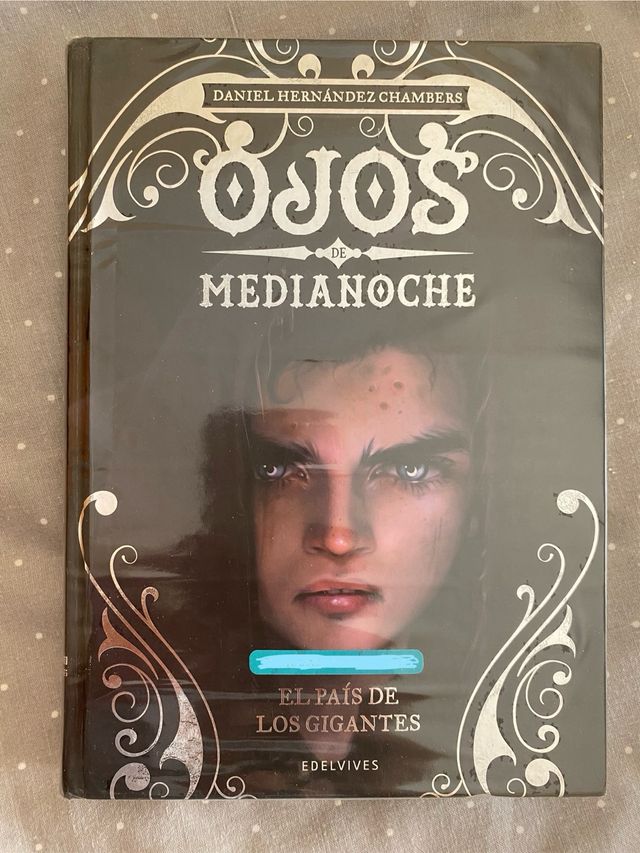 DANIEL HERNÁNDEZ CHAMBERS
OJOS
DE
MEDIANOCHE
EL PAÍS DE
LOS GIGANTES
EDELVIVES